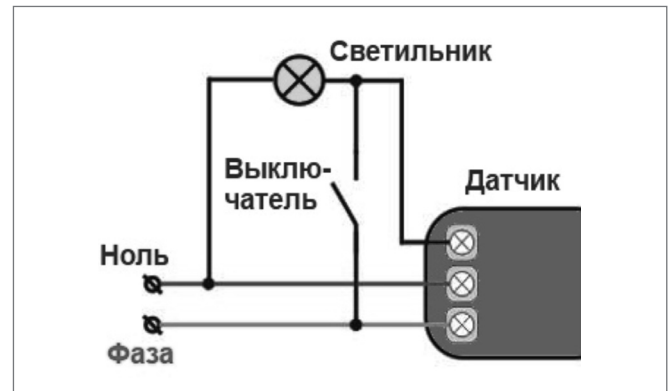 Светильник
Выклю-
чатель
Датчик
Ноль
Фаза